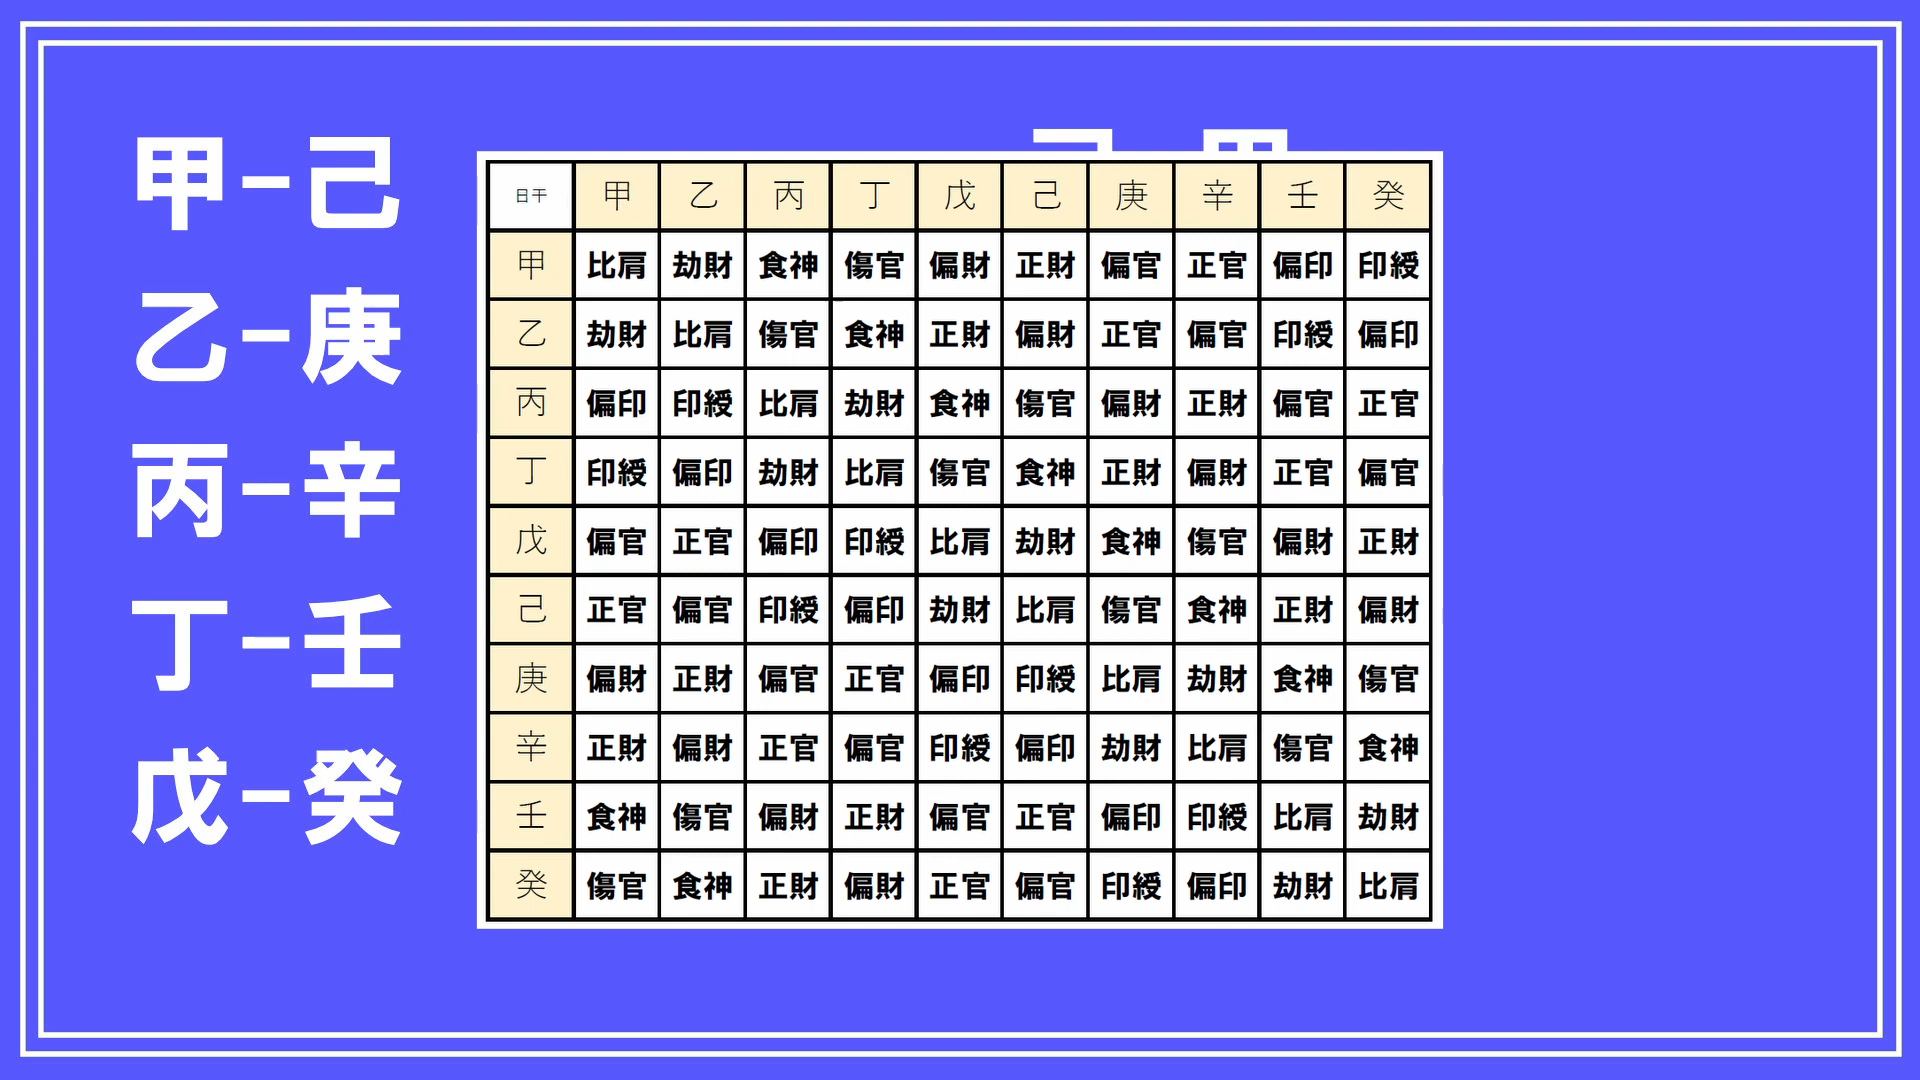 甲-己
乙-庚
丙-辛
丁-壬
戊-癸
日干 甲 乙 丙 丁 戊 己 庚 辛 壬 癸
甲 比肩 劫財 食神 傷官 偏財 正財 偏官 正官 偏印 印綬
乙 劫財 比肩 傷官 食神 正財 偏財 正官 偏官 印綬 偏印
丙 偏印 印綬 比肩 劫財 食神 傷官 偏財 正財 偏官 正官
丁 印綬 偏印 劫財 比肩 傷官 食神 正財 偏財 正官 偏官
戊 偏官 正官 偏印 印綬 比肩 劫財 食神 傷官 偏財 正財
己 正官 偏官 印綬 偏印 劫財 比肩 傷官 食神 正財 偏財
庚 偏財 正財 偏官 正官 偏印 印綬 比肩 劫財 食神 傷官
辛 正財 偏財 正官 偏官 印綬 偏印 劫財 比肩 傷官 食神
壬 食神 傷官 偏財 正財 偏官 正官 偏印 印綬 比肩 劫財
癸 傷官 食神 正財 偏財 正官 偏官 印綬 偏印 劫財 比肩